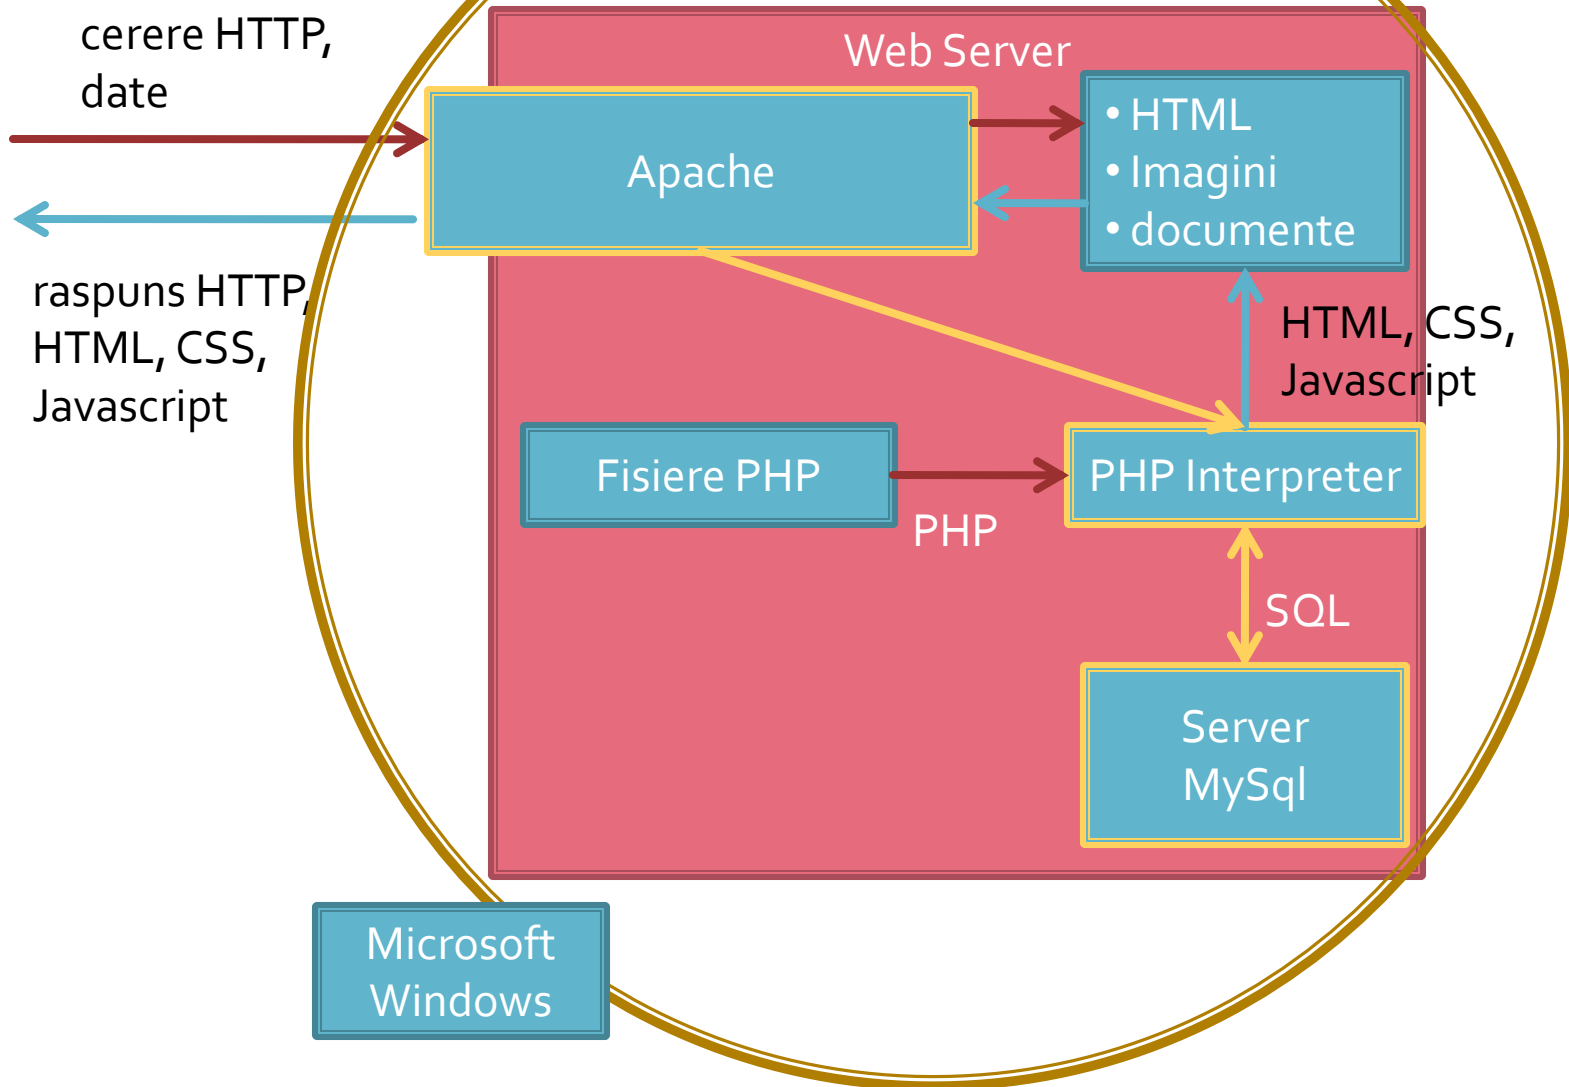 cerere HTTP,
date
Web Server
Apache
• HTML
• Imagini
• documente
raspuns HTTP,
HTML, CSS,
Javascript
HTML, CSS,
Javascript
Fisiere PHP
PHP
PHP Interpreter
SQL
Server
MySql
Microsoft
Windows